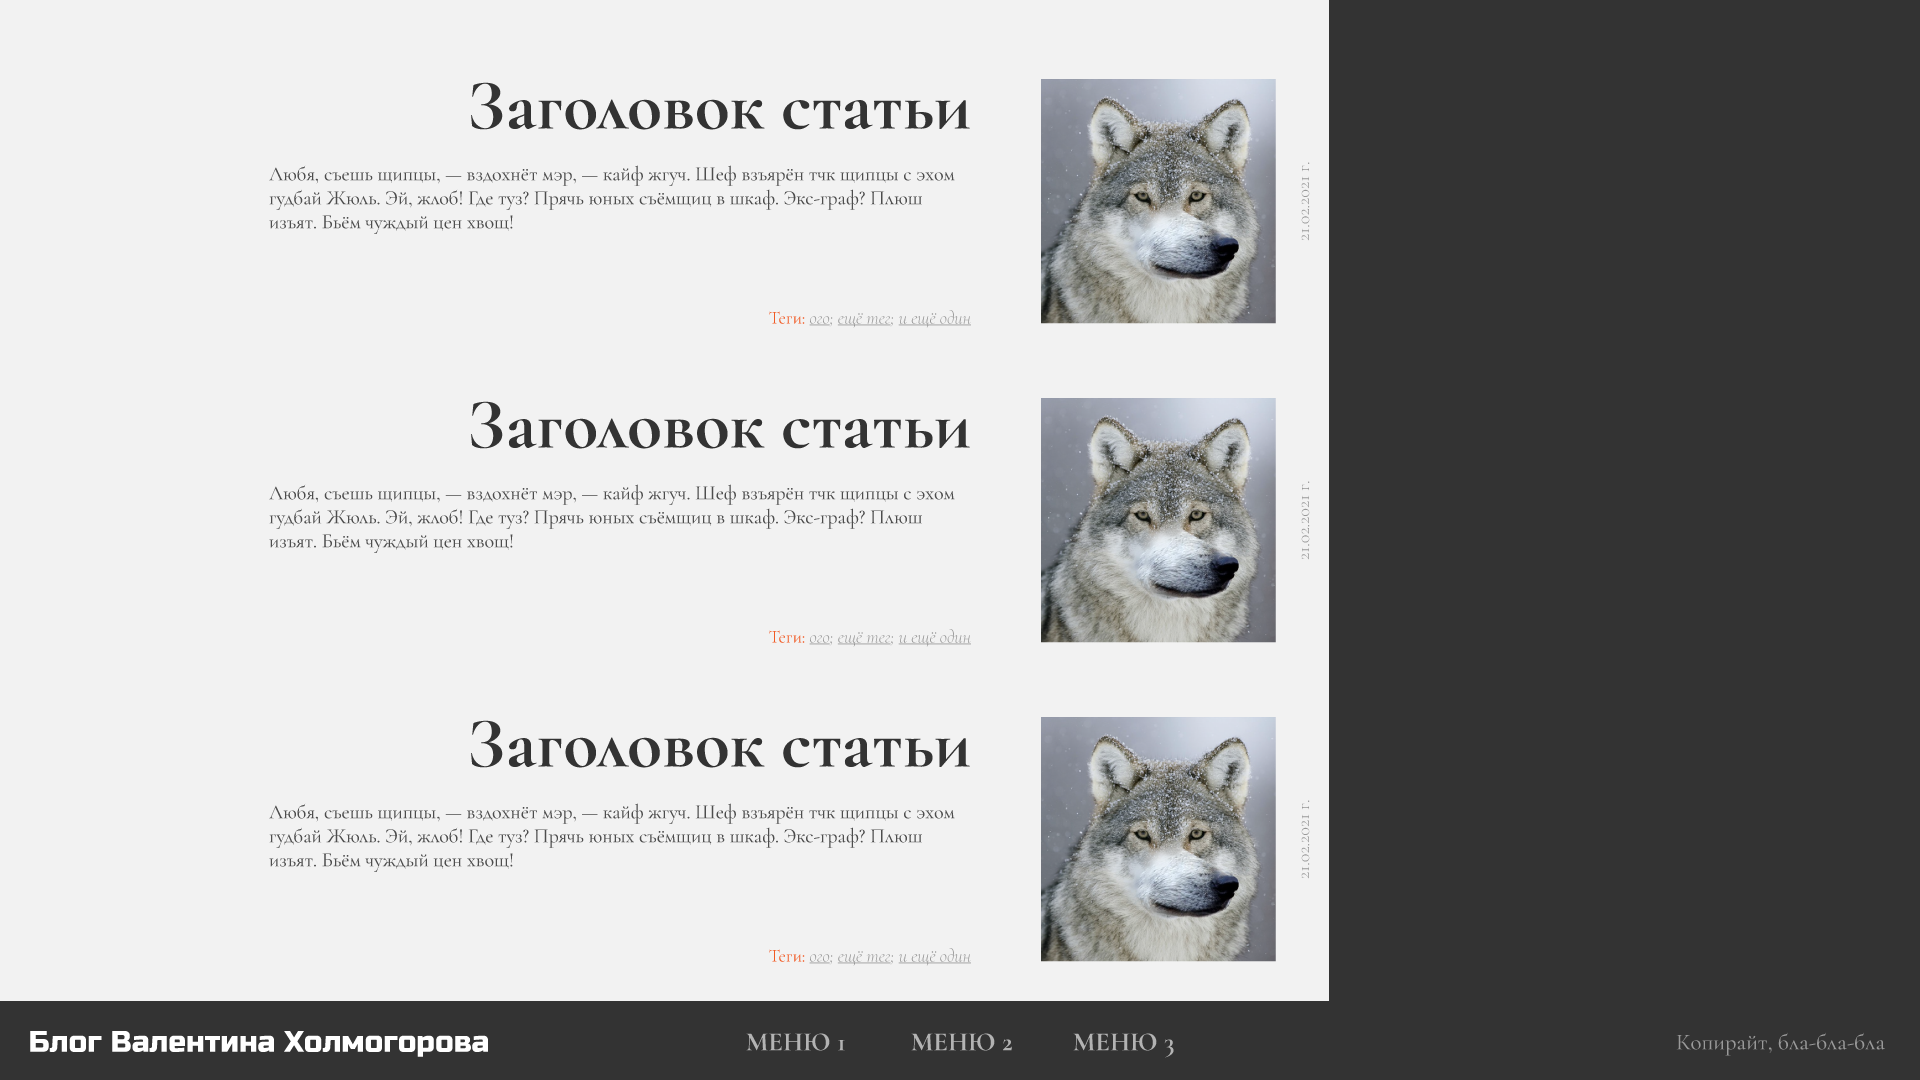 Заголовок статьи
Любя, съешь щипцы, — вздохнёт мэр, — кайф жгуч. Шеф взъярён тчк щипцы с эхом
гудбай Жюль. Эй, жлоб! Где туз? Прячь юных съёмщиц в шкаф. Экс-граф? Плюш
изъят. Бьём чуждый цен хвощ!
Теги: ого; ещё тег; и ещё один
21.02.2021 г.
Заголовок статьи
Любя, съешь щипцы, — вздохнёт мэр, — кайф жгуч. Шеф взъярён тчк щипцы с эхом
гудбай Жюль. Эй, жлоб! Где туз? Прячь юных съёмщиц в шкаф. Экс-граф? Плюш
изъят. Бьём чуждый цен хвощ!
Теги: ого; ещё тег; и ещё один
21.02.2021 г.
Заголовок статьи
Любя, съешь щипцы, — вздохнёт мэр, — кайф жгуч. Шеф взъярён тчк щипцы с эхом
гудбай Жюль. Эй, жлоб! Где туз? Прячь юных съёмщиц в шкаф. Экс-граф? Плюш
изъят. Бьём чуждый цен хвощ!
Теги: ого; ещё тег; и ещё один
21.02.2021 г.
Блог Валентина Холмогорова
МЕНЮ 1
МЕНЮ 2
МЕНЮ 3
Копирайт, бла-бла-бла